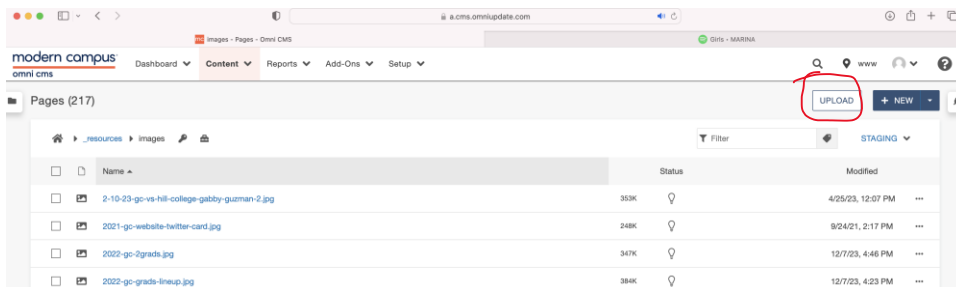 a.cms.omniupdate.com
mc Images - Pages - Omni CMS
Girls - MARINA
modern campus
omni cms
Dashboard Content Reports Add-Ons Setup www
Pages (217) UPLOAD + NEW
_resources images Filter STAGING
Name Status Modified
2-10-23-gc-vs-hill-college-gabby-guzman-2.jpg 353K 4/25/23, 12:07 PM
2021-gc-website-twitter-card.jpg 248K 9/24/21, 2:17 PM
2022-gc-2grads.jpg 347K 12/7/23, 4:46 PM
2022-gc-grads-lineup.jpg 384K 12/7/23, 4:23 PM